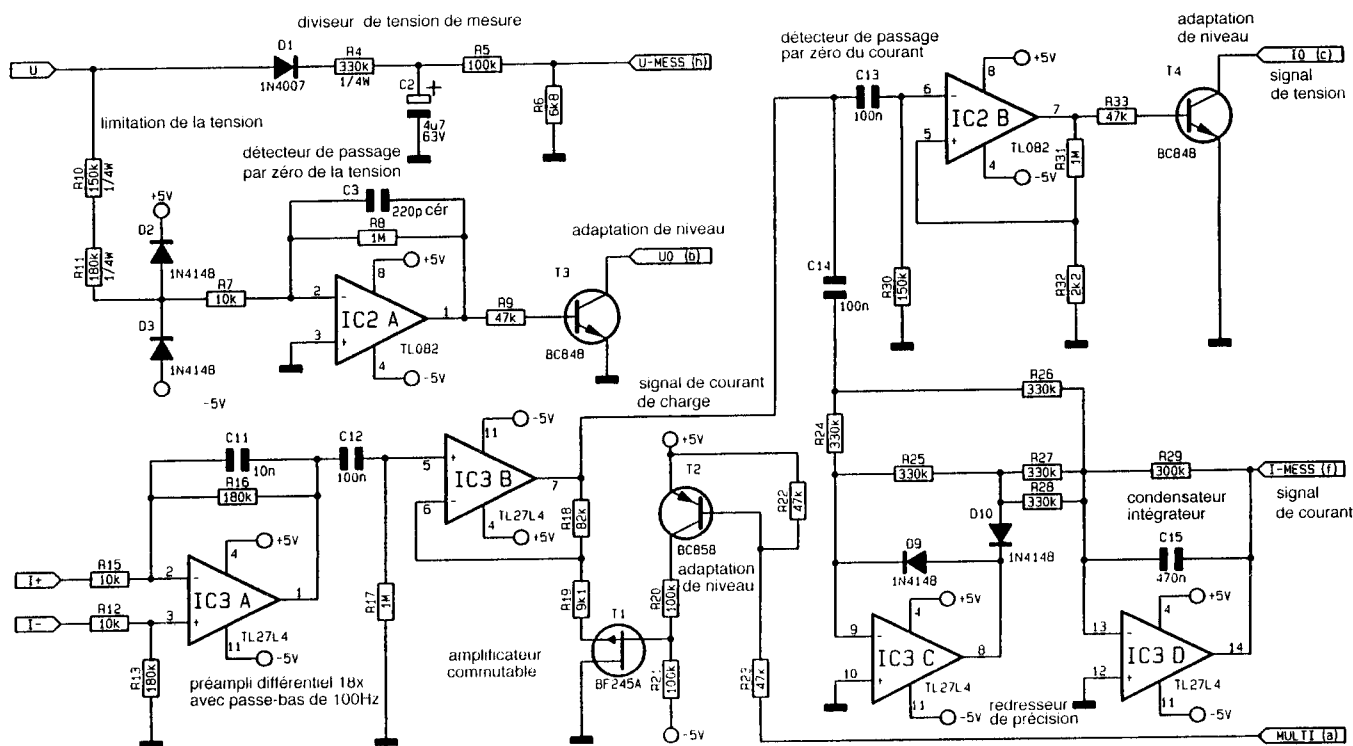 diviseur de tension de mesure
U
D1
1N4007
R4
330k
1/4W
R5
100k
C2
+
4u7
63V
R6
6k8
U-MESS (h)
limitation de la tension
R10
150k
1/4W
R11
180k
1/4W
+5V
D2
1N4148
D3
1N4148
-5V
détecteur de passage
par zéro de la tension
C3
220p cér
R8
1M
R7
10k
2
-
3
+
IC2 A
8
+5V
1
TL082
4
-5V
R9
47k
adaptation de niveau
T3
U0 (b)
BC848
détecteur de passage
par zéro du courant
C13
100n
6
-
5
+
IC2 B
8
+5V
7
TL082
4
-5V
R33
47k
R31
1M
R32
2k2
R30
150k
C14
100n
adaptation
de niveau
T4
I0 (c)
signal
de tension
BC848
signal de courant
de charge
I+
R15
10k
I-
R12
10k
R13
180k
C11
10n
R16
180k
2
-
3
+
IC3 A
4
+5V
1
TL27L4
11
-5V
préampli différentiel 18x
avec passe-bas de 100Hz
C12
100n
R17
1M
5
+
6
-
IC3 B
11
-5V
7
TL27L4
4
+5V
R18
82k
R19
9k1
T1
BF245A
amplificateur
commutable
+5V
T2
BC858
adaptation
de niveau
R20
100k
R21
100k
-5V
R22
47k
R23
47k
MULTI (a)
R24
330k
R26
330k
R25
330k
R27
330k
R28
330k
R29
300k
I-MESS (f)
signal
de courant
condensateur
intégrateur
C15
470n
D10
1N4148
D9
1N4148
9
-
10
+
IC3 C
4
+5V
8
TL27L4
11
-5V
redresseur
de précision
13
-
12
+
IC3 D
4
+5V
14
TL27L4
11
-5V